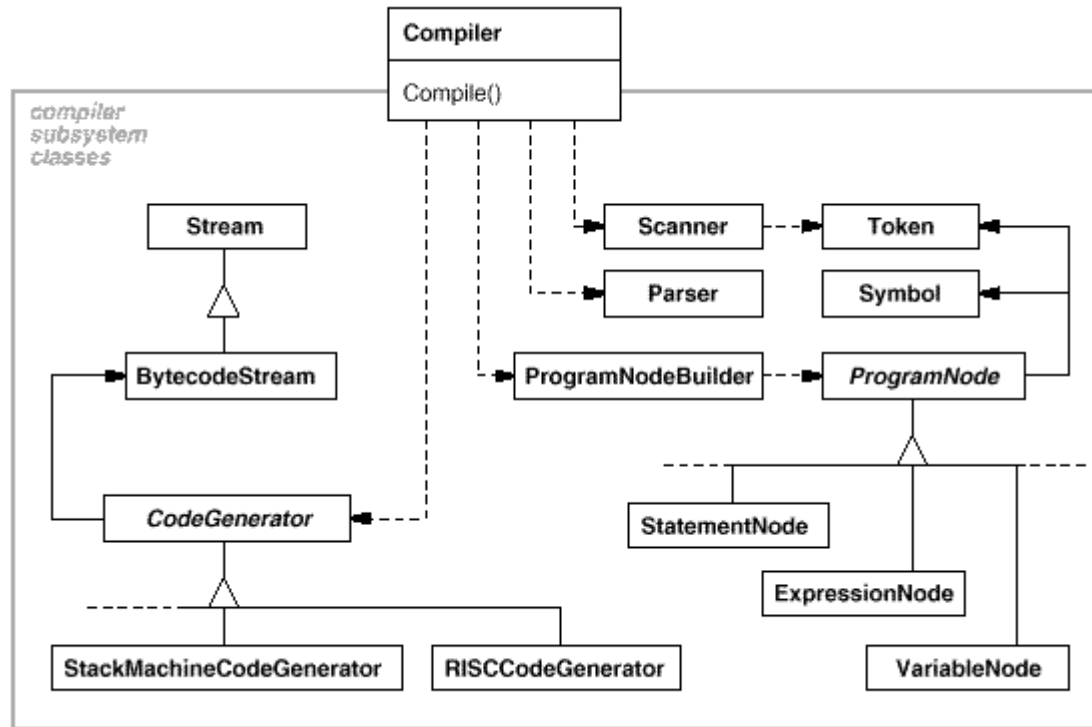 Compiler
Compile()
compiler
subsystem
classes
Stream
Scanner
Token
Parser
Symbol
BytecodeStream
ProgramNodeBuilder
ProgramNode
CodeGenerator
StatementNode
ExpressionNode
StackMachineCodeGenerator
RISCCodeGenerator
VariableNode